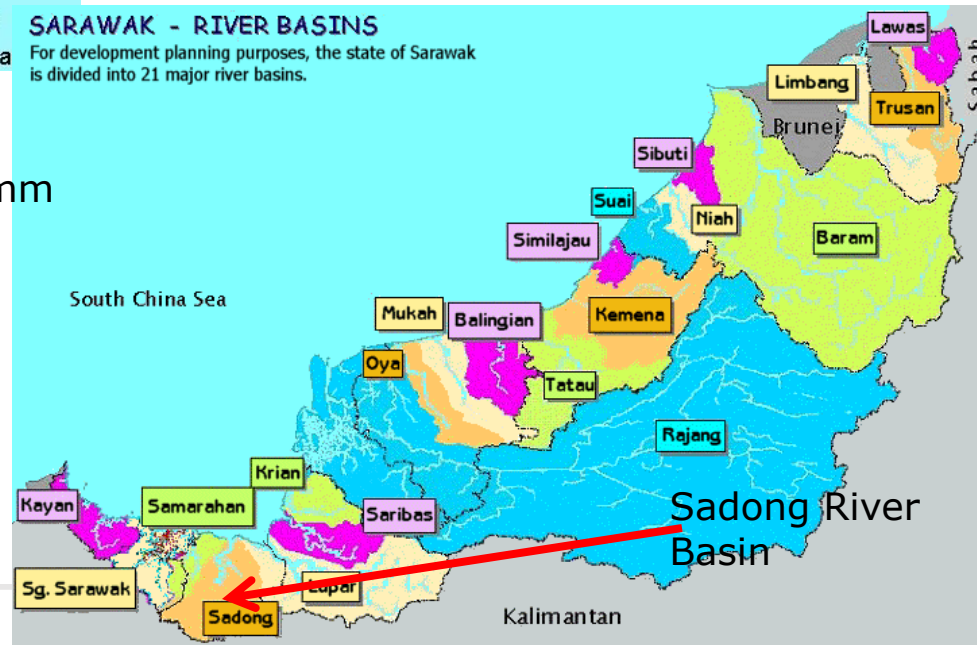 SARAWAK - RIVER BASINS
For development planning purposes, the state of Sarawak
is divided into 21 major river basins.
a
mm
Lawas
Sabah
Limbang
Trusan
Brunei
Sibuti
Suai
Niah
Similajau
Baram
South China Sea
Mukah
Balingian
Kemena
Oya
Tatau
Rajang
Krian
Kayan
Samarahan
Saribas
Sadong River
Basin
Sg. Sarawak
Lupar
Sadong
Kalimantan